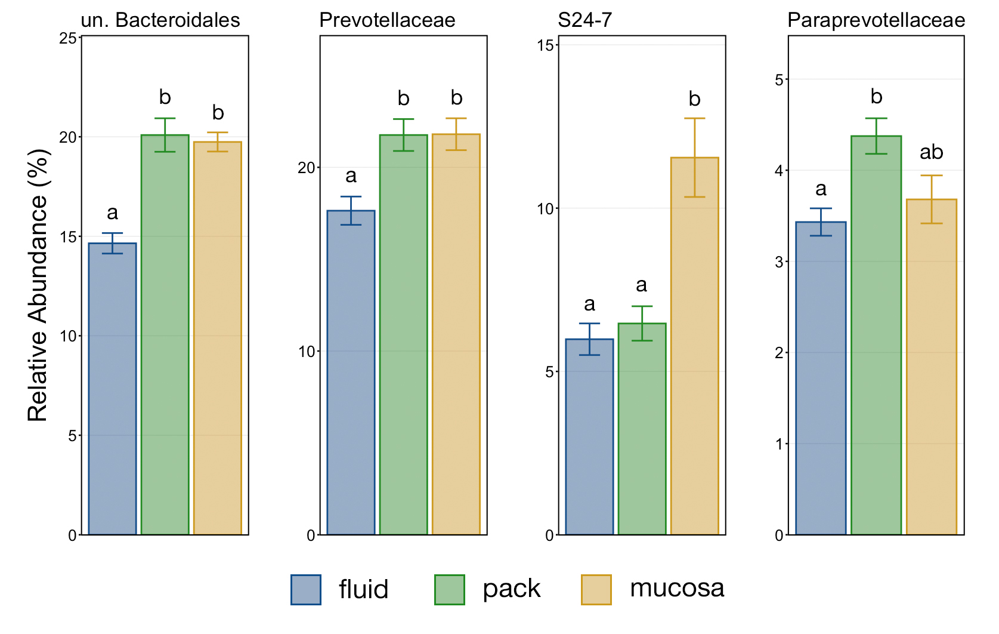 un. Bacteroidales
Prevotellaceae
S24-7
Paraprevotellaceae
Relative Abundance (%)
25
20
15
10
5
0
a
b
b
20
10
0
a
b
b
15
10
5
0
a
a
b
5
4
3
2
1
0
a
b
ab
fluid
pack
mucosa